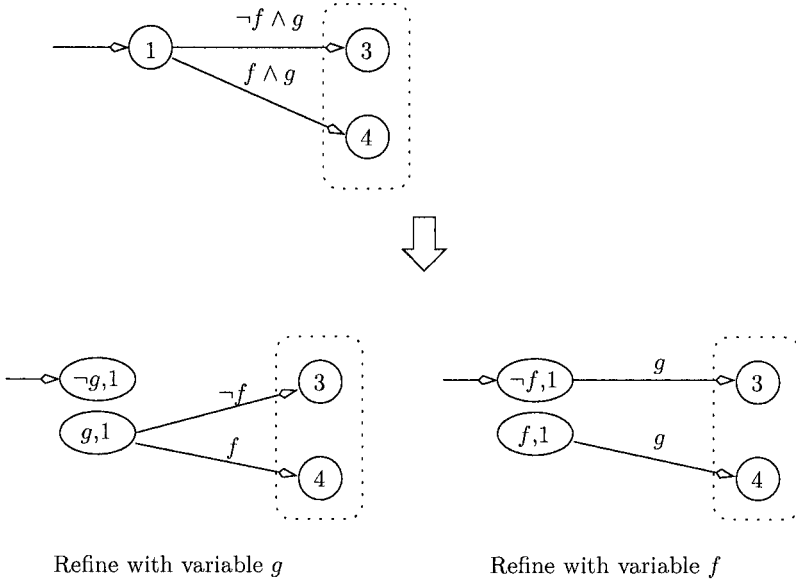 ¬f ∧ g
1
3
f ∧ g
4
¬g,1
¬f
3
g,1
f
4
¬f,1
g
3
f,1
g
4
Refine with variable g
Refine with variable f